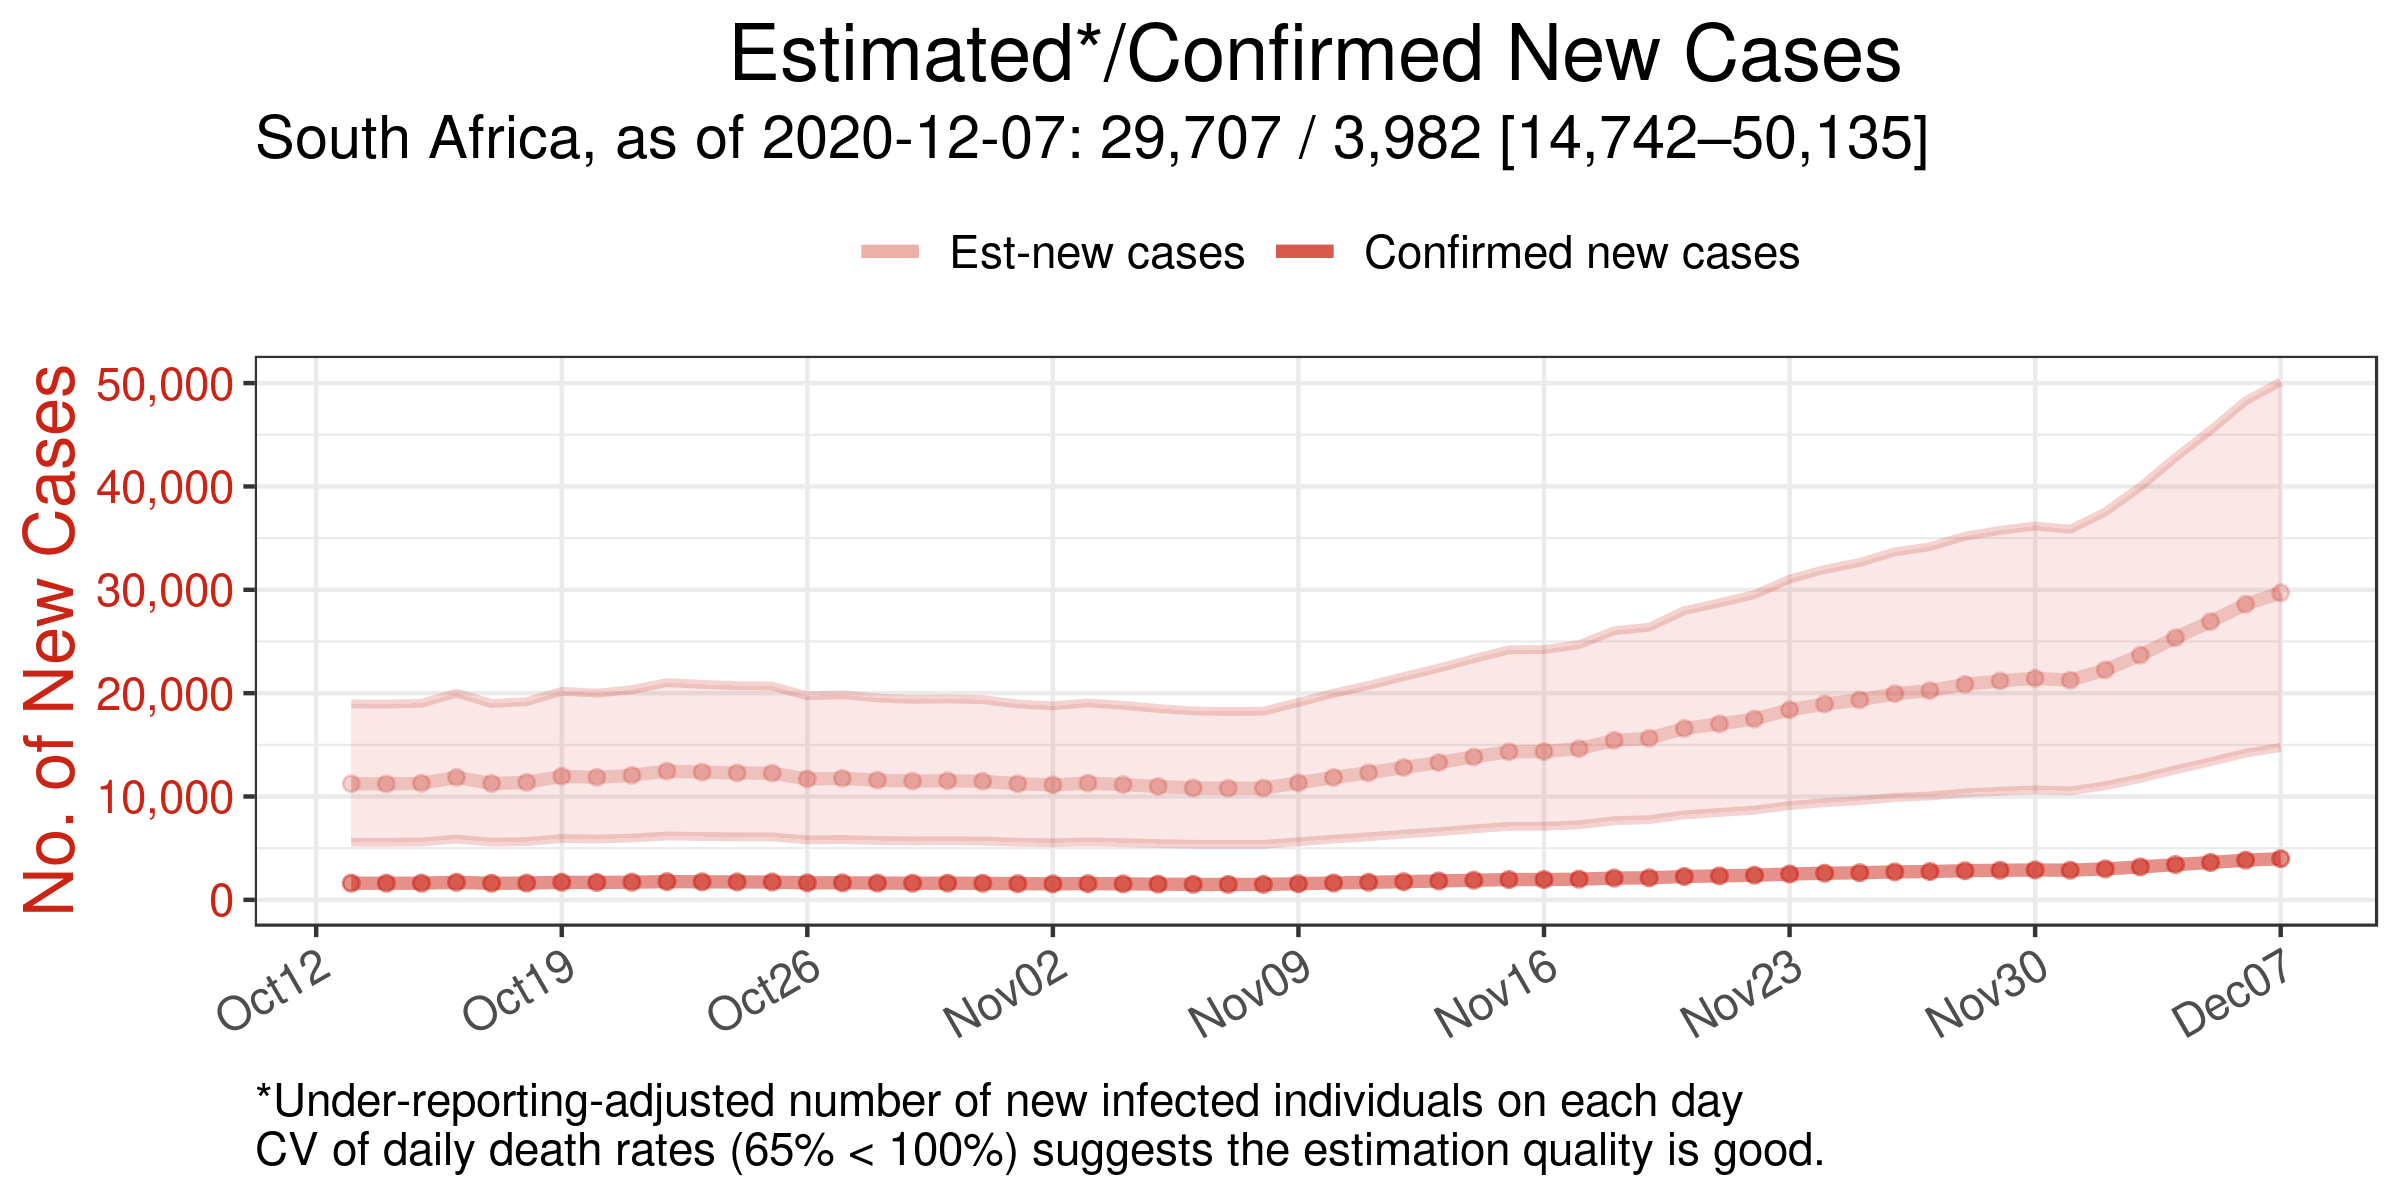 Estimated*/Confirmed New Cases
South Africa, as of 2020-12-07: 29,707 / 3,982 [14,742–50,135]
Est-new cases
Confirmed new cases
No. of New Cases
50,000
40,000
30,000
20,000
10,000
0
Oct12
Oct19
Oct26
Nov02
Nov09
Nov16
Nov23
Nov30
Dec07
*Under-reporting-adjusted number of new infected individuals on each day
CV of daily death rates (65% < 100%) suggests the estimation quality is good.